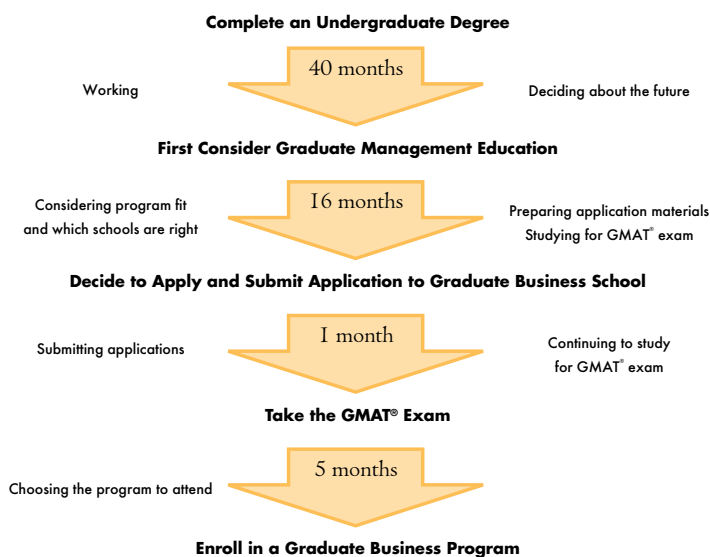 Complete an Undergraduate Degree
40 months
Working
Deciding about the future
First Consider Graduate Management Education
16 months
Considering program fit
and which schools are right
Preparing application materials
Studying for GMAT® exam
Decide to Apply and Submit Application to Graduate Business School
1 month
Submitting applications
Continuing to study
for GMAT® exam
Take the GMAT® Exam
5 months
Choosing the program to attend
Enroll in a Graduate Business Program